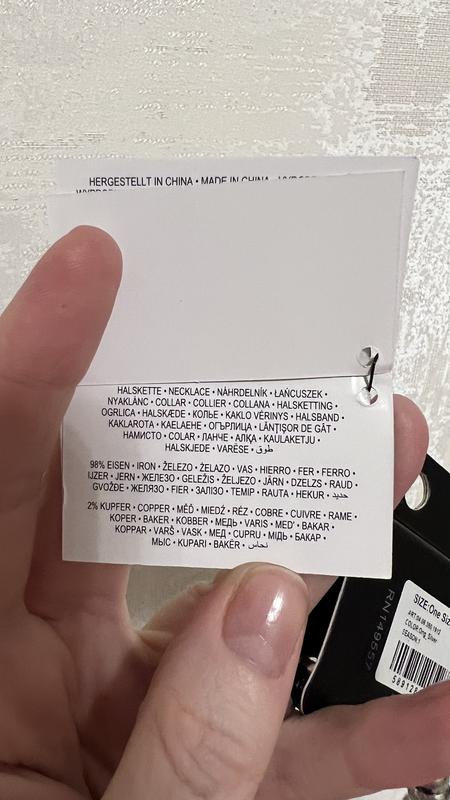 HERGESTELLT IN CHINA • MADE IN CHINA •
HALSKETTE • NECKLACE • NÁHRDELNÍK • ŁAŃCUSZEK •
NYAKLÁNC • COLLAR • COLLIER • COLLANA • HALSKETTING •
OGRLICA • HALSKÆDE • КОЛЬЕ • KAKLO VĖRINYS • HALSBAND •
KAKLAROTA • KAELAEHE • ОГЪРЛИЦА • LĂNȚIȘOR DE GÂT •
НАМИСТО • COLAR • ЛАНЧЕ • АЛҚА • KAULAKETJU •
HALSKJEDE • VARËSE • طوق
98% EISEN • IRON • ŽELEZO • ŻELAZO • VAS • HIERRO • FER • FERRO •
IJZER • JERN • ЖЕЛЕЗО • GELEŽIS • ŽELJEZO • JÄRN • DZELZS • RAUD •
GVOŽĐE • ЖЕЛЯЗО • FIER • ЗАЛІЗО • ТЕМІР • RAUTA • HEKUR • حديد
2% KUPFER • COPPER • MĚĎ • MIEDŹ • RÉZ • COBRE • CUIVRE • RAME •
KOPER • BAKER • KOBBER • МЕДЬ • VARIS • MED' • BAKAR •
KOPPAR • VARŠ • VASK • МЕД • CUPRU • МІДЬ • БАКАР •
МЫС • KUPARI • BAKËR • نحاس
RN149657
SIZE:One Siz
COLOR:Org_Silver
SEASON:1